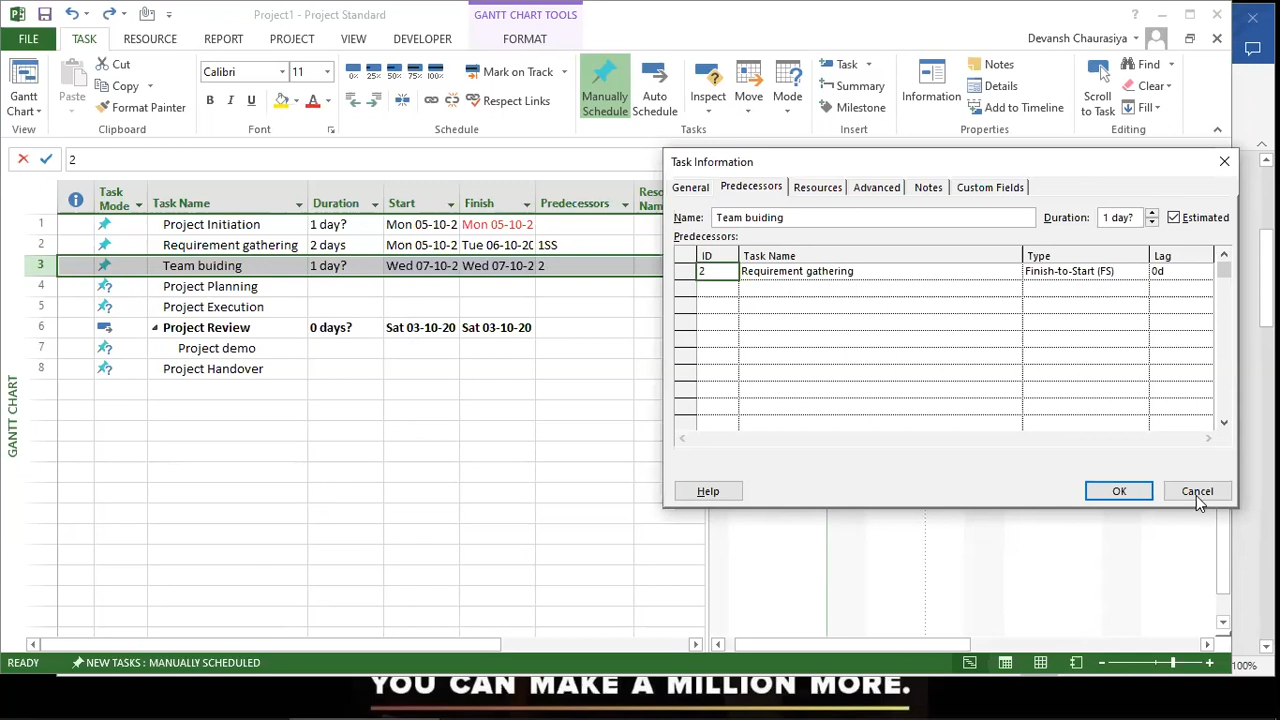 Project1 - Project Standard
GANTT CHART TOOLS
FILE TASK RESOURCE REPORT PROJECT VIEW DEVELOPER FORMAT
Devansh Chaurasiya
Gantt Chart
View
Paste
Cut
Copy
Format Painter
Clipboard
Calibri 11
B I U A
Font
0% 25% 50% 75% 100%
Mark on Track
Respect Links
Schedule
Manually Schedule
Auto Schedule
Inspect
Move
Mode
Tasks
Task
Summary
Milestone
Insert
Information
Notes
Details
Add to Timeline
Properties
Scroll to Task
Find
Clear
Fill
Editing
2
Task Mode Task Name Duration Start Finish Predecessors
1 Project Initiation 1 day? Mon 05-10-2 Mon 05-10-2
2 Requirement gathering 2 days Mon 05-10-2 Tue 06-10-20 1SS
3 Team buiding 1 day? Wed 07-10-2 Wed 07-10-2 2
4 Project Planning
5 Project Execution
6 Project Review 0 days? Sat 03-10-20 Sat 03-10-20
7 Project demo
8 Project Handover
GANTT CHART
Task Information
General Predecessors Resources Advanced Notes Custom Fields
Name: Team buiding Duration: 1 day? Estimated
Predecessors:
ID Task Name Type Lag
2 Requirement gathering Finish-to-Start (FS) 0d
Help OK Cancel
READY NEW TASKS : MANUALLY SCHEDULED
100%
YOU CAN MAKE A MILLION MORE.